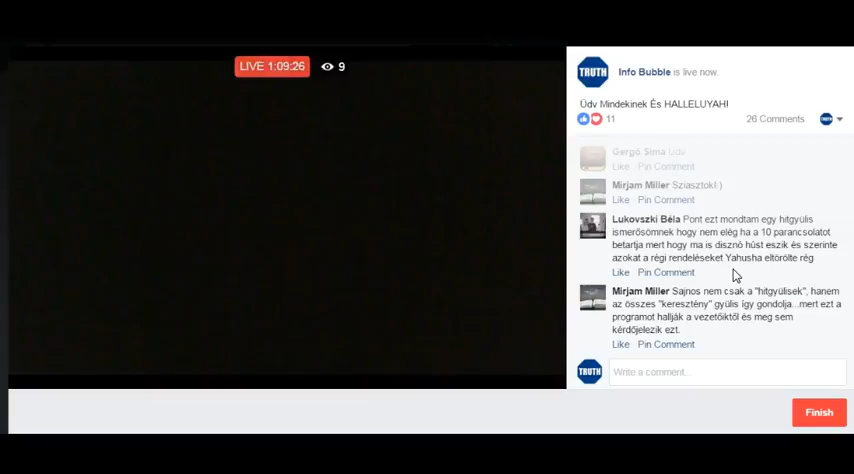 LIVE 1:09:26
9
TRUTH
Info Bubble is live now.
Üdv Mindekinek És HALLELUYAH!
11
26 Comments
TRUTH
Gergő Sima Üdv
Like Pin Comment
Mirjam Miller Sziasztok!:)
Like Pin Comment
Lukovszki Béla Pont ezt mondtam egy hitgyülis
ismerősömnek hogy nem elég ha a 10 parancsolatot
betartja mert hogy ma is disznó húst eszik és szerinte
azokat a régi rendeléseket Yahusha eltörölte rég
Like Pin Comment
Mirjam Miller Sajnos nem csak a "hitgyülisek", hanem
az összes "keresztény" gyülis így gondolja...mert ezt a
programot hallják a vezetőiktől és meg sem
kérdőjelezik ezt.
Like Pin Comment
TRUTH
Write a comment...
Finish